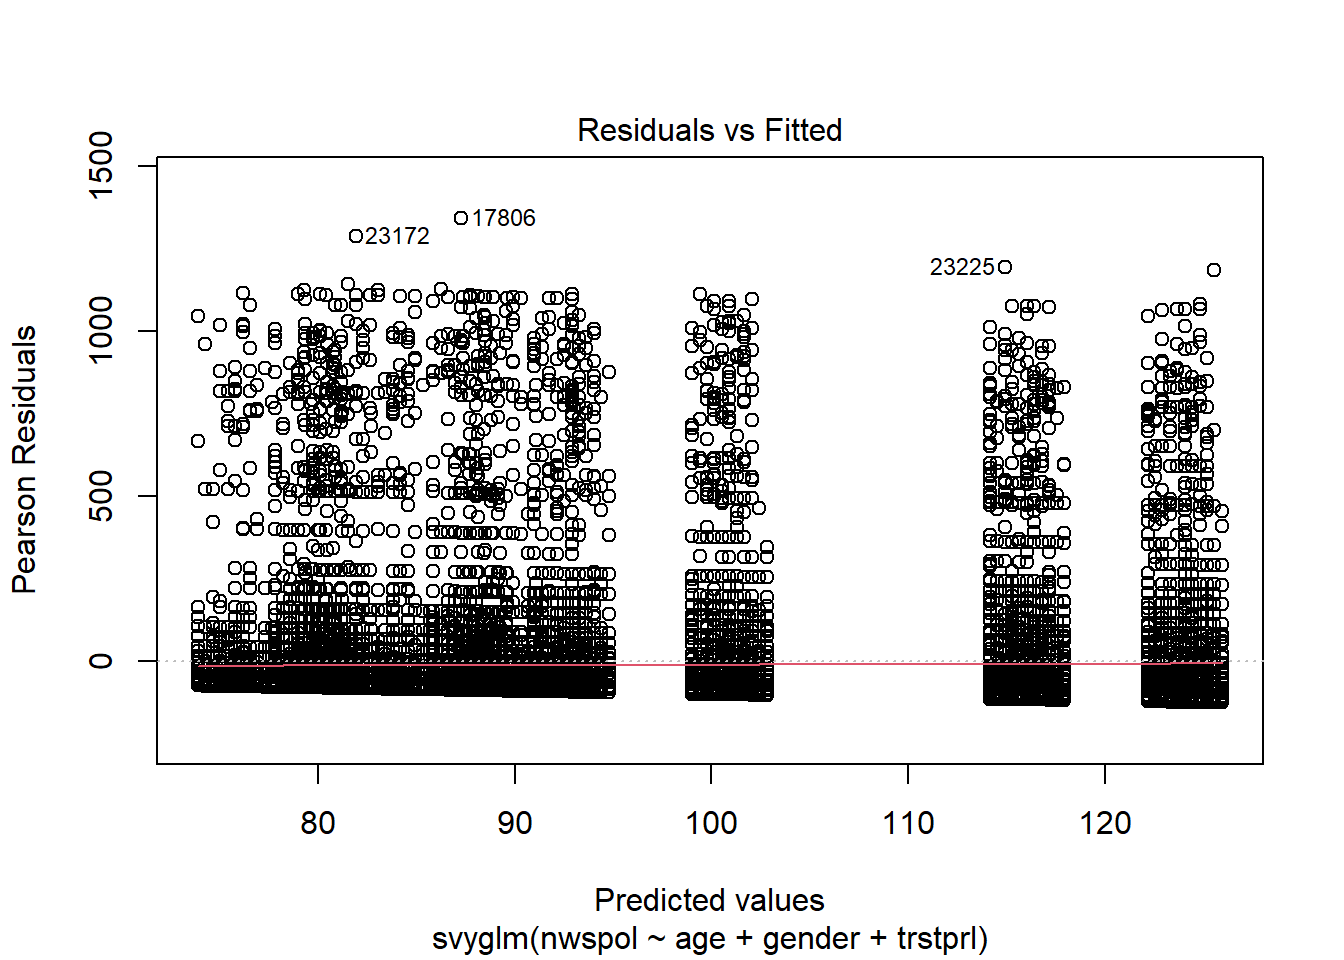 Residuals vs Fitted
1500
1000
500
0
Pearson Residuals
23172
17806
23225
80 90 100 110 120
Predicted values
svyglm(nwspol ~ age + gender + trstprl)